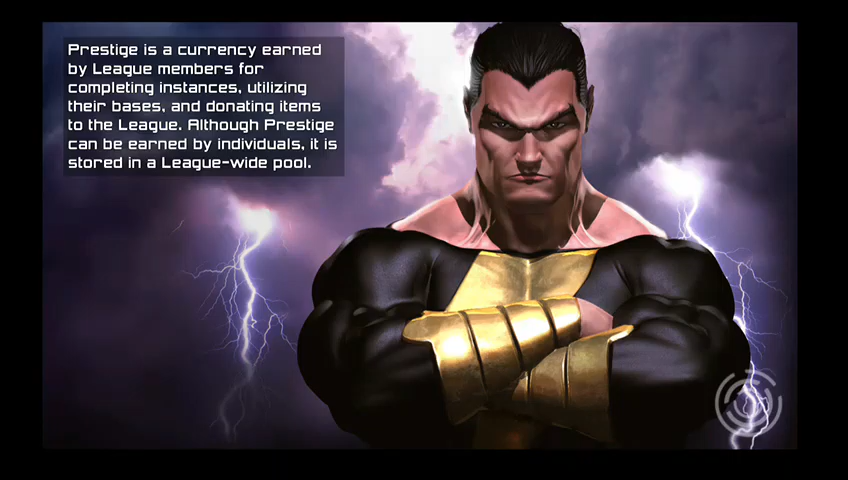 Prestige is a currency earned
by League members for
completing instances, utilizing
their bases, and donating items
to the League. Although Prestige
can be earned by individuals, it is
stored in a League-wide pool.